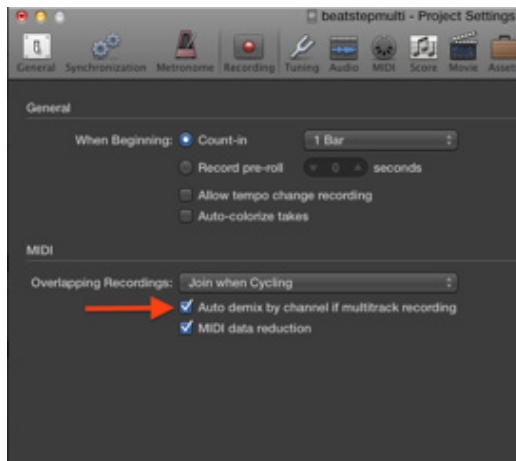 beatstepmulti - Project Settings
General Synchronization Metronome Recording Tuning Audio MIDI Score Movie Asset
General
When Beginning: Count-in 1 Bar
Record pre-roll 0 seconds
Allow tempo change recording
Auto-colorize takes
MIDI
Overlapping Recordings: Join when Cycling
Auto demix by channel if multitrack recording
MIDI data reduction